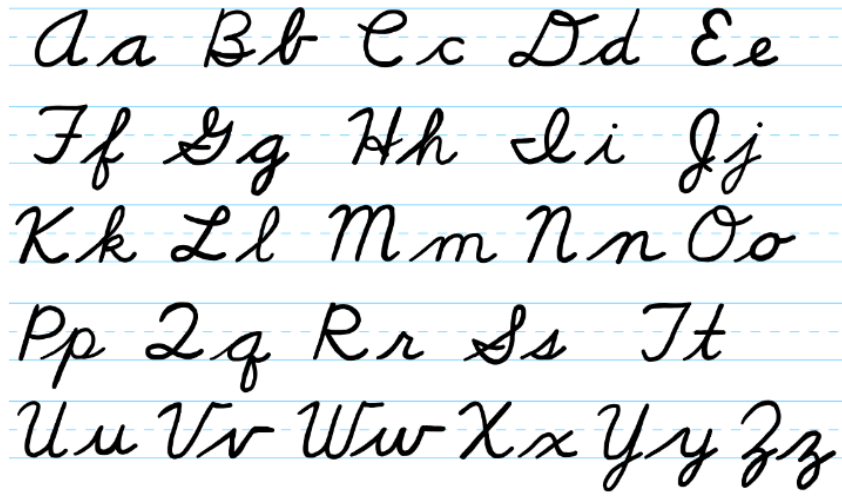 Aa Bb Cc Dd Ee
Ff Gg Hh Ii Jj
Kk Ll Mm Nn Oo
Pp Qq Rr Ss Tt
Uu Vv Ww Xx Yy Zz